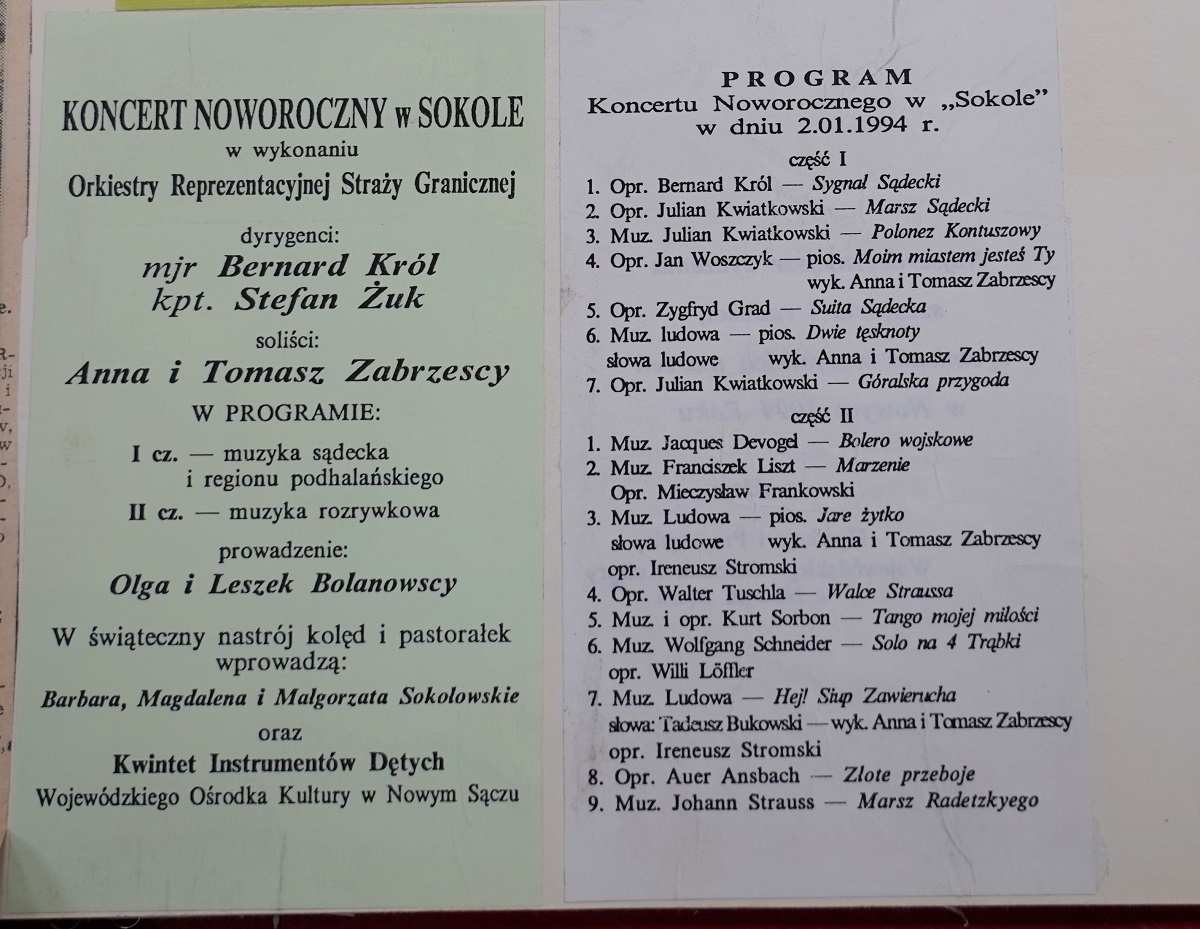 KONCERT NOWOROCZNY w SOKOLE
w wykonaniu
Orkiestry Reprezentacyjnej Straży Granicznej
dyrygenci:
mjr Bernard Król
kpt. Stefan Żuk
soliści:
Anna i Tomasz Zabrzescy
W PROGRAMIE:
I cz. — muzyka sądecka
i regionu podhalańskiego
II cz. — muzyka rozrywkowa
prowadzenie:
Olga i Leszek Bolanowscy
W świąteczny nastrój kolęd i pastorałek
wprowadzą:
Barbara, Magdalena i Małgorzata Sokołowskie
oraz
Kwintet Instrumentów Dętych
Wojewódzkiego Ośrodka Kultury w Nowym Sączu
PROGRAM
Koncertu Noworocznego w „Sokole”
w dniu 2.01.1994 r.
część I
1. Opr. Bernard Król — Sygnał Sądecki
2. Opr. Julian Kwiatkowski — Marsz Sądecki
3. Muz. Julian Kwiatkowski — Polonez Kontuszowy
4. Opr. Jan Woszczyk — pios. Moim miastem jesteś Ty
wyk. Anna i Tomasz Zabrzescy
5. Opr. Zygfryd Grad — Suita Sądecka
6. Muz. ludowa — pios. Dwie tęsknoty
słowa ludowe wyk. Anna i Tomasz Zabrzescy
7. Opr. Julian Kwiatkowski — Góralska przygoda
część II
1. Muz. Jacques Devogel — Bolero wojskowe
2. Muz. Franciszek Liszt — Marzenie
Opr. Mieczysław Frankowski
3. Muz. Ludowa — pios. Jare żytko
słowa ludowe wyk. Anna i Tomasz Zabrzescy
opr. Ireneusz Stromski
4. Opr. Walter Tuschla — Walce Straussa
5. Muz. i opr. Kurt Sorbon — Tango mojej miłości
6. Muz. Wolfgang Schneider — Solo na 4 Trąbki
opr. Willi Löffler
7. Muz. Ludowa — Hej! Siup Zawierucha
słowa: Tadeusz Bukowski — wyk. Anna i Tomasz Zabrzescy
opr. Ireneusz Stromski
8. Opr. Auer Ansbach — Złote przeboje
9. Muz. Johann Strauss — Marsz Radetzkyego